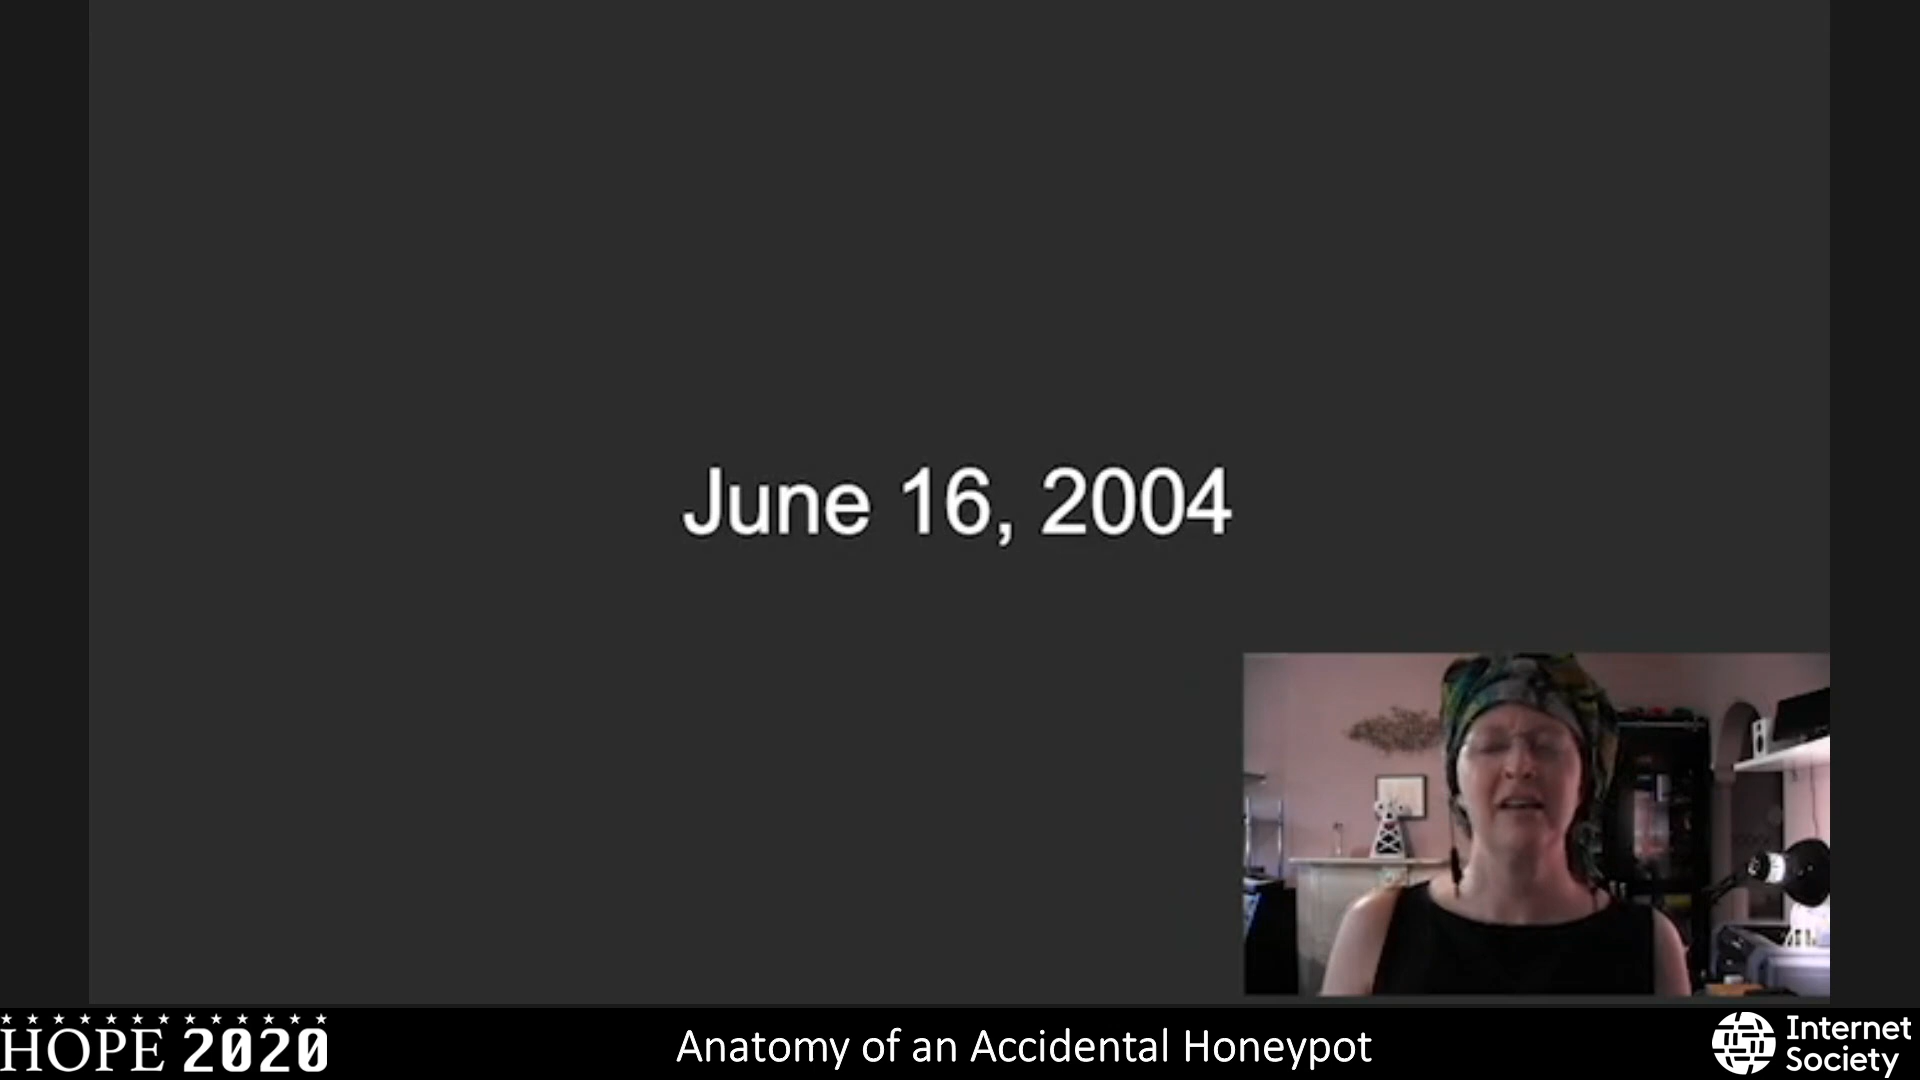 June 16, 2004
HOPE 2020
Anatomy of an Accidental Honeypot
Internet
Society